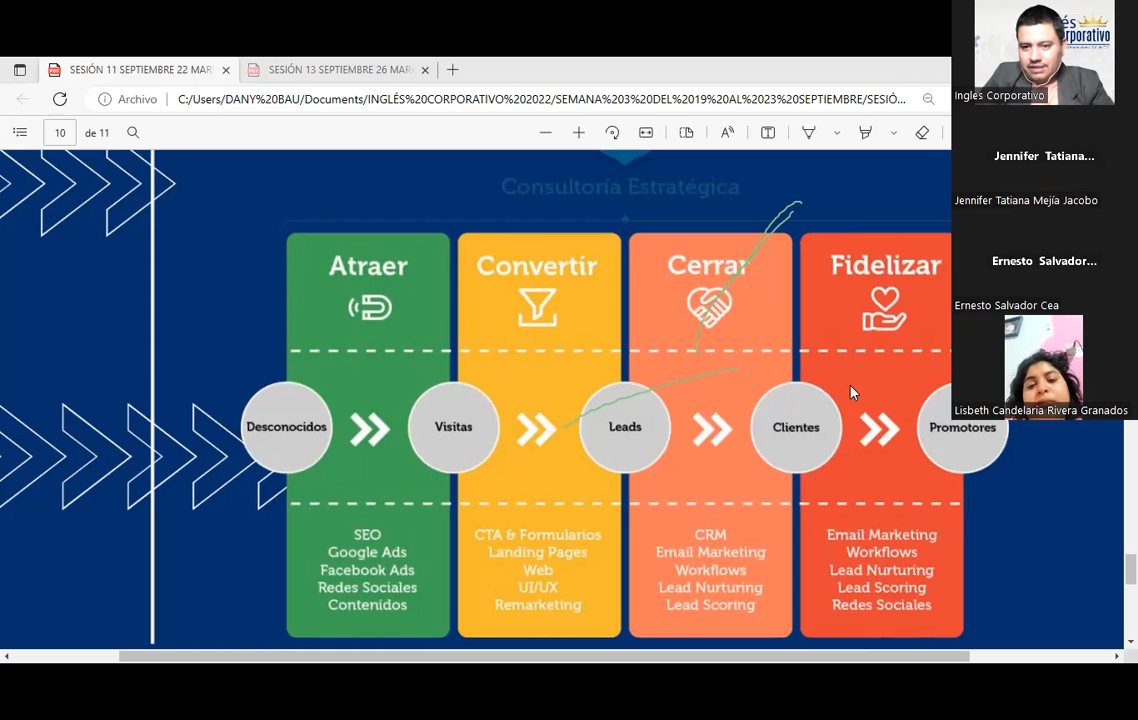 SESIÓN 11 SEPTIEMBRE 22 MAR
SESIÓN 13 SEPTIEMBRE 26 MAR
Archivo
C:/Users/DANY%20BAU/Documents/INGLÉS%20CORPORATIVO%202022/SEMANA%203%20DEL%2019%20AL%2023%20SEPTIEMBRE/SESIÓ...
10
de 11
Consultoría Estratégica
Atraer
Convertir
Cerrar
Fidelizar
Desconocidos
Visitas
Leads
Clientes
Promotores
SEO
Google Ads
Facebook Ads
Redes Sociales
Contenidos
CTA & Formularios
Landing Pages
Web
UI/UX
Remarketing
CRM
Email Marketing
Workflows
Lead Nurturing
Lead Scoring
Email Marketing
Workflows
Lead Nurturing
Lead Scoring
Redes Sociales
Ingles Corporativo
Jennifer Tatiana...
Jennifer Tatiana Mejía Jacobo
Ernesto Salvador...
Ernesto Salvador Cea
Lisbeth Candelaria Rivera Granados